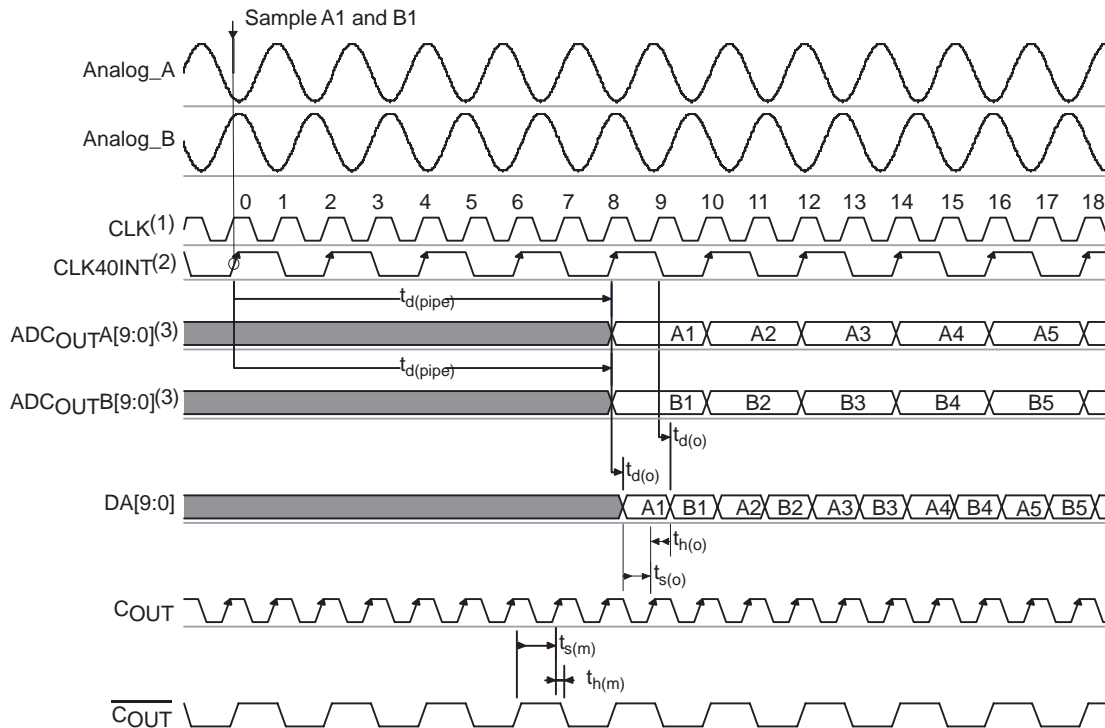 Sample A1 and B1
Analog_A
Analog_B
0 1 2 3 4 5 6 7 8 9 10 11 12 13 14 15 16 17 18
CLK(1)
CLK40INT(2)
td(pipe)
ADCOUTA[9:0](3) A1 A2 A3 A4 A5
td(pipe)
ADCOUTB[9:0](3) B1 B2 B3 B4 B5
td(o)
td(o)
DA[9:0] A1 B1 A2 B2 A3 B3 A4 B4 A5 B5
th(o)
ts(o)
COUT
ts(m)
th(m)
COUT